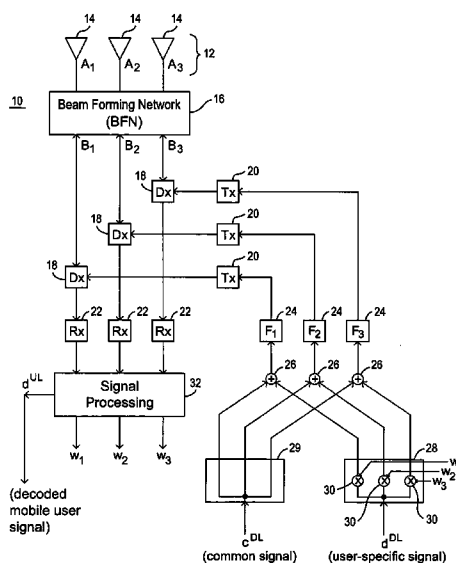 14 14 14
A1 A2 A3
12
10
Beam Forming Network
(BFN)
16
B1 B2 B3
18 Dx Tx 20
18 Dx Tx 20
18 Dx Tx 20
22 22 22
Rx Rx Rx
24 24 24
F1 F2 F3
26 26 26
+ + +
dUL
Signal
Processing
32
29 28
w1 w2 w3
w
w2
w3
30 30 30
(decoded
mobile user
signal)
cDL
(common signal)
dDL
(user-specific signal)